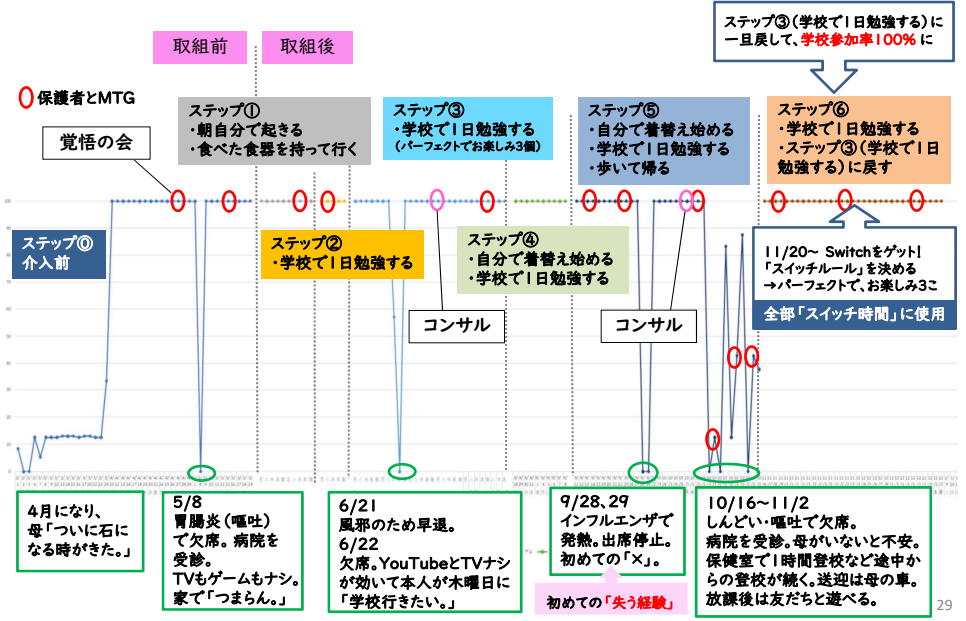 ステップ③(学校で1日勉強する)に
一旦戻して、学校参加率100% に
取組前
取組後
保護者とMTG
覚悟の会
ステップ①
・朝自分で起きる
・食べた食器を持って行く
ステップ③
・学校で1日勉強する
(パーフェクトでお楽しみ3個)
ステップ⑤
・自分で着替え始める
・学校で1日勉強する
・歩いて帰る
ステップ⑥
・学校で1日勉強する
・ステップ③(学校で1日
勉強する)に戻す
ステップ⓪
介入前
ステップ②
・学校で1日勉強する
ステップ④
・自分で着替え始める
・学校で1日勉強する
コンサル
コンサル
11/20~ Switchをゲット!
「スイッチルール」を決める
→パーフェクトで、お楽しみ3こ
全部「スイッチ時間」に使用
100
90
80
70
60
50
40
30
20
10
0
4月になり、
母「ついに石に
なる時がきた。」
5/8
胃腸炎(嘔吐)
で欠席。病院を
受診。
TVもゲームもナシ。
家で「つまらん。」
6/21
風邪のため早退。
6/22
欠席。YouTubeとTVナシ
が効いて本人が木曜日に
「学校行きたい。」
9/28、29
インフルエンザで
発熱。出席停止。
初めての「×」。
初めての「失う経験」
10/16~11/2
しんどい・嘔吐で欠席。
病院を受診。母がいないと不安。
保健室で1時間登校など途中か
らの登校が続く。送迎は母の車。
放課後は友だちと遊べる。
29